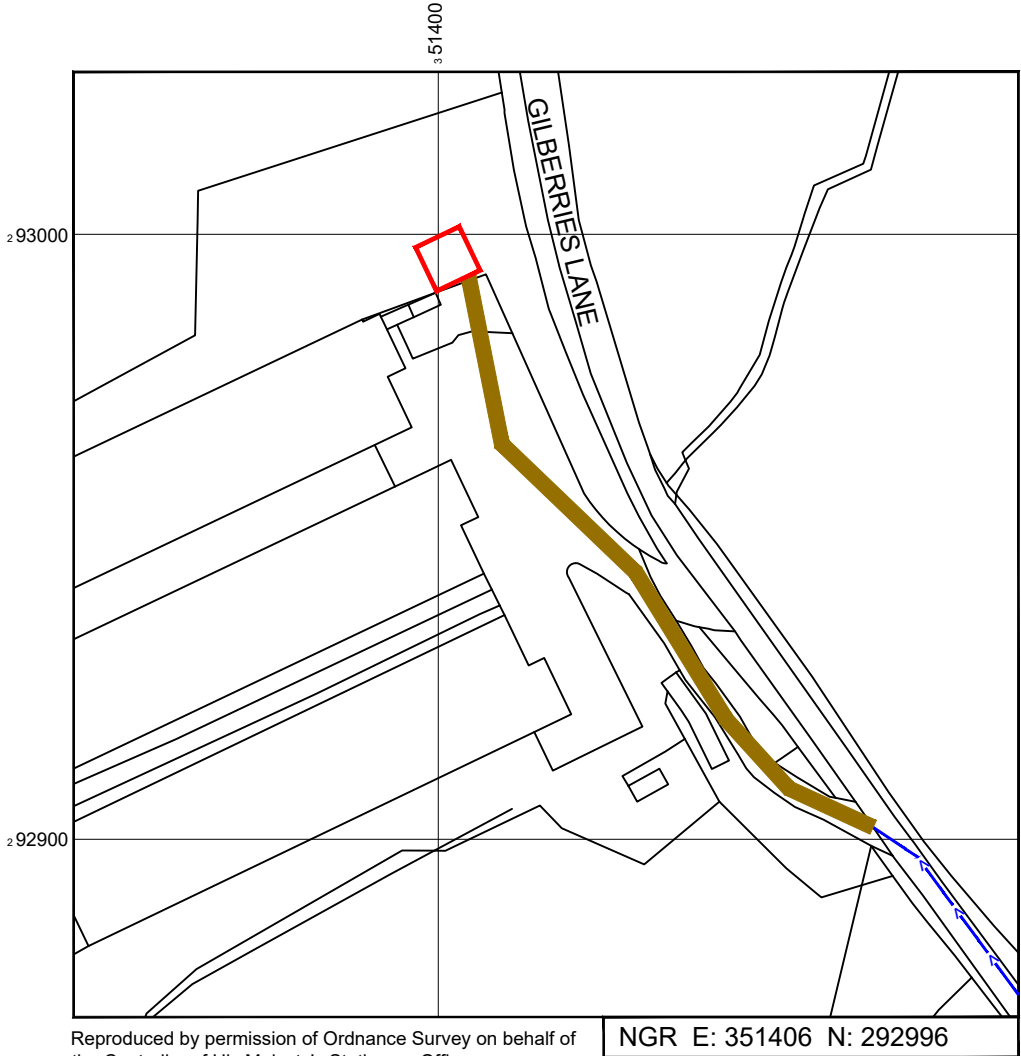 351400
GILBERRIES LANE
293000
292900
Reproduced by permission of Ordnance Survey on behalf of
NGR E: 351406 N: 292996